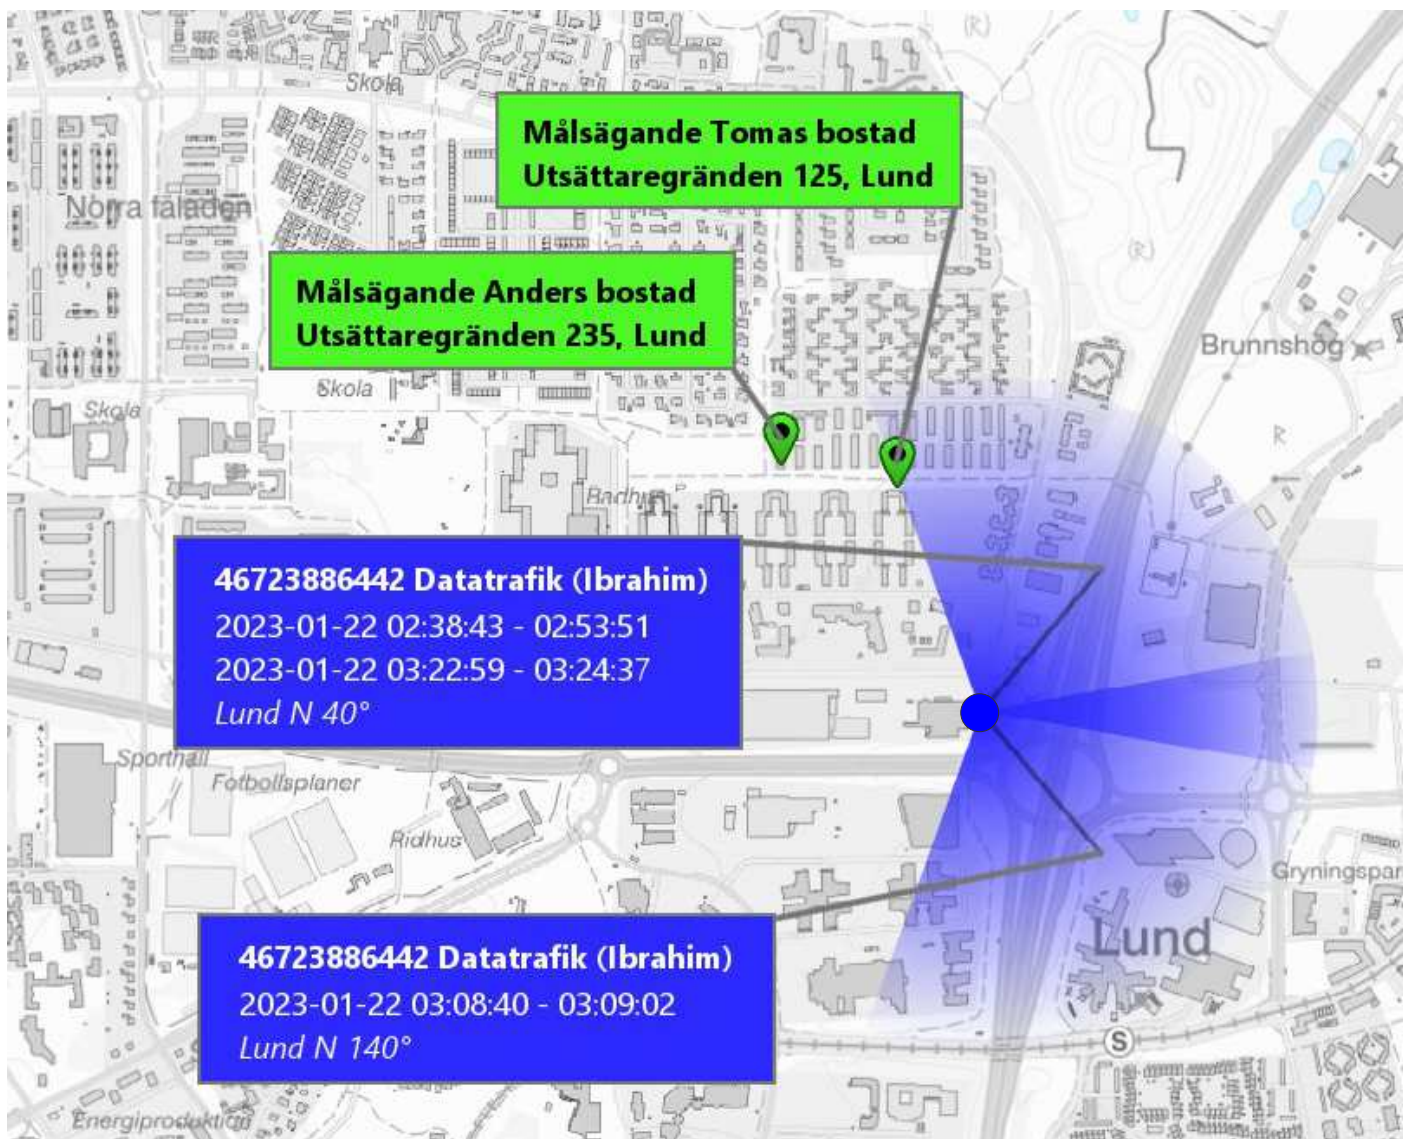 (R)
Skola
Målsägande Tomas bostad
Utsättaregränden 125, Lund
Norra fäladen
(R)
Målsägande Anders bostad
Utsättaregränden 235, Lund
Brunnshög
Skola
Skola
R
Badhus
46723886442 Datatrafik (Ibrahim)
2023-01-22 02:38:43 - 02:53:51
2023-01-22 03:22:59 - 03:24:37
Lund N 40°
Sporthall
Fotbollsplaner
Ridhus
Gryningspar
Lund
46723886442 Datatrafik (Ibrahim)
2023-01-22 03:08:40 - 03:09:02
Lund N 140°
S
Energiproduktion